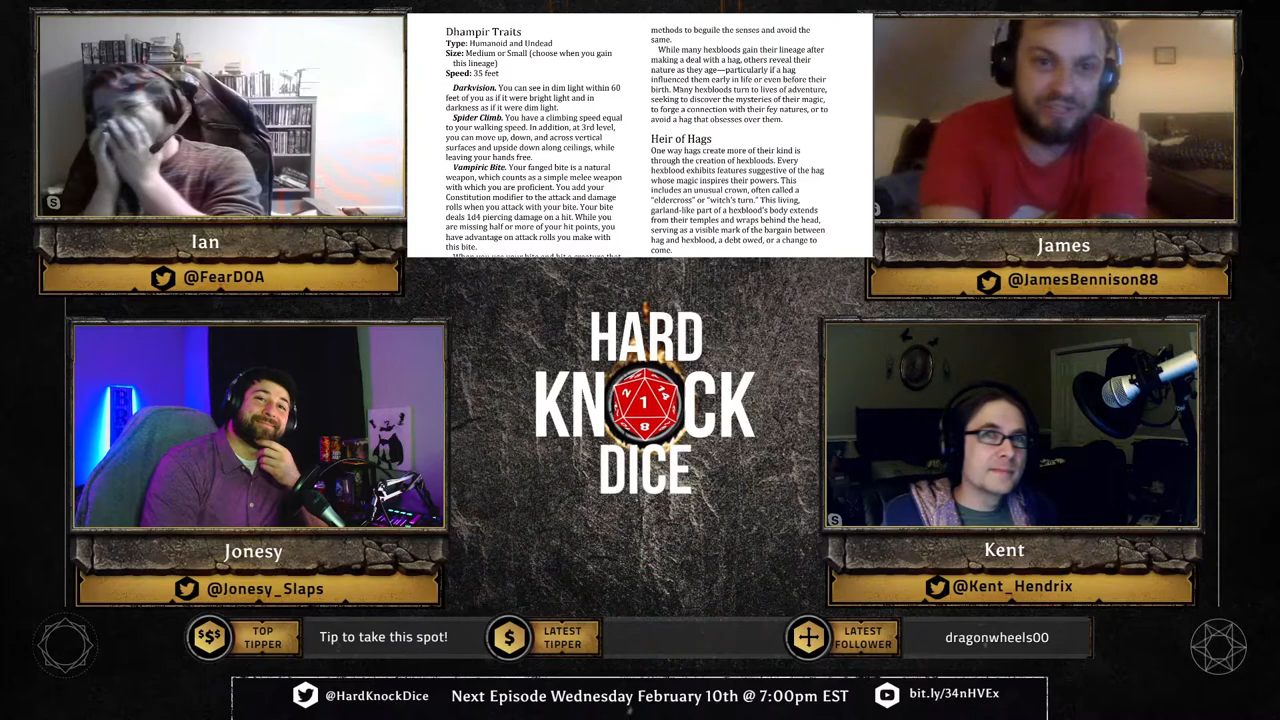 Dhampir Traits
Type: Humanoid and Undead
Size: Medium or Small (choose when you gain
this lineage)
Speed: 35 feet
Darkvision. You can see in dim light within 60
feet of you as if it were bright light and in
darkness as if it were dim light.
Spider Climb. You have a climbing speed equal
to your walking speed. In addition, at 3rd level,
you can move up, down, and across vertical
surfaces and upside down along ceilings, while
leaving your hands free.
Vampiric Bite. Your fanged bite is a natural
weapon, which counts as a simple melee weapon
with which you are proficient. You add your
Constitution modifier to the attack and damage
rolls when you attack with your bite. Your bite
deals 1d4 piercing damage on a hit. While you
are missing half or more of your hit points, you
have advantage on attack rolls you make with
this bite.
methods to beguile the senses and avoid the
same.
While many hexbloods gain their lineage after
making a deal with a hag, others reveal their
nature as they age—particularly if a hag
influenced them early in life or even before their
birth. Many hexbloods turn to lives of adventure,
seeking to discover the mysteries of their magic,
to forge a connection with their fey natures, or to
avoid a hag that obsesses over them.
Heir of Hags
One way hags create more of their kind is
through the creation of hexbloods. Every
hexblood exhibits features suggestive of the hag
whose magic inspires their powers. This
includes an unusual crown, often called a
"eldercross" or "witch's turn." This living,
garland-like part of a hexblood's body extends
from their temples and wraps behind the head,
serving as a visible mark of the bargain between
hag and hexblood, a debt owed, or a change to
come.
Ian
@FearDOA
James
@JamesBennison88
HARD
KNOCK
DICE
2
1
14
8
Jonesy
@Jonesy_Slaps
Kent
@Kent_Hendrix
$$$
TOP
TIPPER
Tip to take this spot!
$
LATEST
TIPPER
LATEST
FOLLOWER
dragonwheels00
@HardKnockDice
Next Episode Wednesday February 10th @ 7:00pm EST
bit.ly/34nHVEx